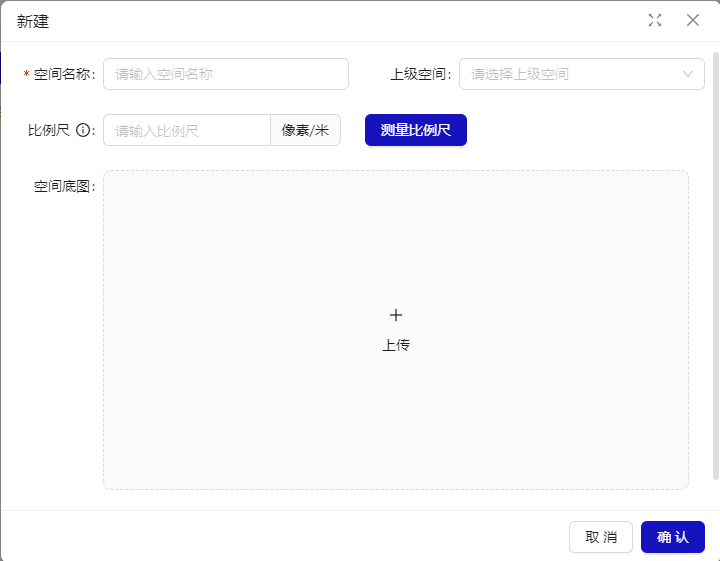 新建
* 空间名称: 请输入空间名称 上级空间: 请选择上级空间
比例尺 : 请输入比例尺 像素/米 测量比例尺
空间底图:
上传
取 消 确 认